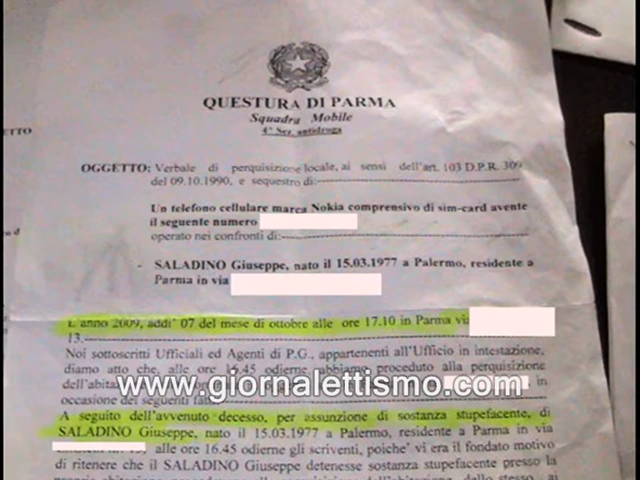 QUESTURA DI PARMA
Squadra Mobile
4^ Sez. antidroga
ETTO
OGGETTO: Verbale di perquisizione locale, ai sensi dell'art. 103 D.P.R. 309
del 09.10.1990, e sequestro di:
Un telefono cellulare marca Nokia comprensivo di sim-card avente
il seguente numero
operato nei confronti di:
- SALADINO Giuseppe, nato il 15.03.1977 a Palermo, residente a
Parma in via
L'anno 2009, addi' 07 del mese di ottobre alle ore 17.10 in Parma via
13.
Noi sottoscritti Ufficiali ed Agenti di P.G., appartenenti all'Ufficio in intestazione,
diamo atto che, alle ore 16.45 odierne abbiamo proceduto alla perquisizione
www.giornalettismo.com
in
occasione dei seguenti
A seguito dell'avvenuto decesso, per assunzione di sostanza stupefacente, di
SALADINO Giuseppe, nato il 15.03.1977 a Palermo, residente a Parma in via
alle ore 16.45 odierne gli scriventi, poiche' vi era il fondato motivo
di ritenere che il SALADINO Giuseppe detenesse sostanza stupefacente presso la